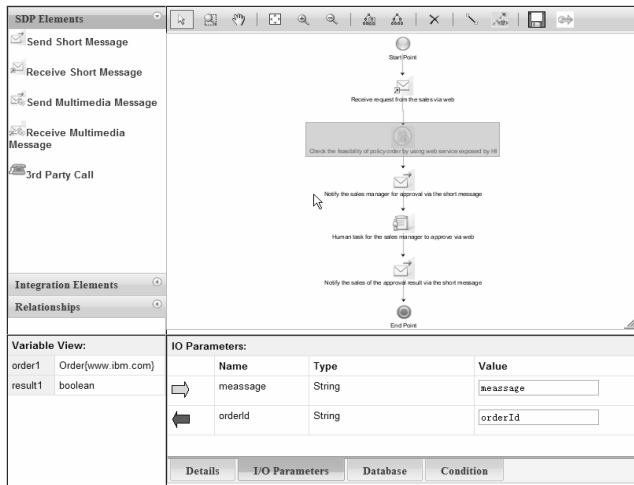 SDP Elements
Send Short Message
Receive Short Message
Send Multimedia Message
Receive Multimedia
Message
3rd Party Call
Integration Elements
Relationships
Start Point
Receive request from the sales via web
Check the feasibility of policy order by using web service exposed by HI
Notify the sales manager for approval via the short message
Human task for the sales manager to approve via web
Notify the sales of the approval result via the short message
End Point
Variable View:
order1 Order{www.ibm.com}
result1 boolean
IO Parameters:
Name Type Value
meassage String meassage
orderId String orderId
Details I/O Parameters Database Condition